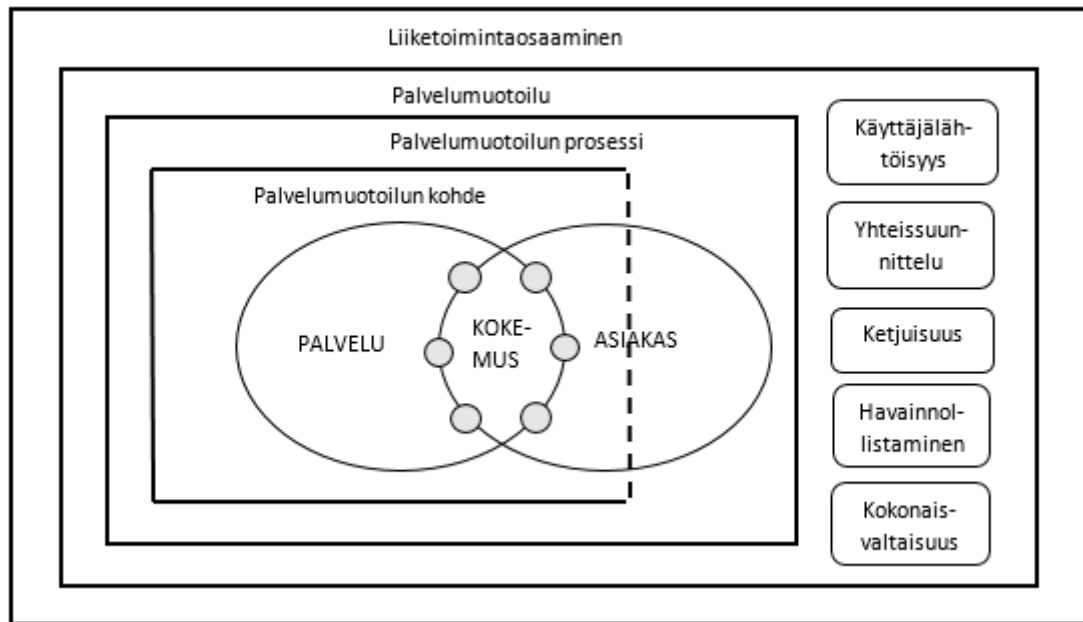 Liiketoimintaosaaminen
Palvelumuotoilu
Palvelumuotoilun prosessi
Palvelumuotoilun kohde
PALVELU
KOKE-
MUS
ASIAKAS
Käyttäjäläh-
töisyys
Yhteissuun-
nittelu
Ketjuisuus
Havainnol-
listaminen
Kokonais-
valtaisuus